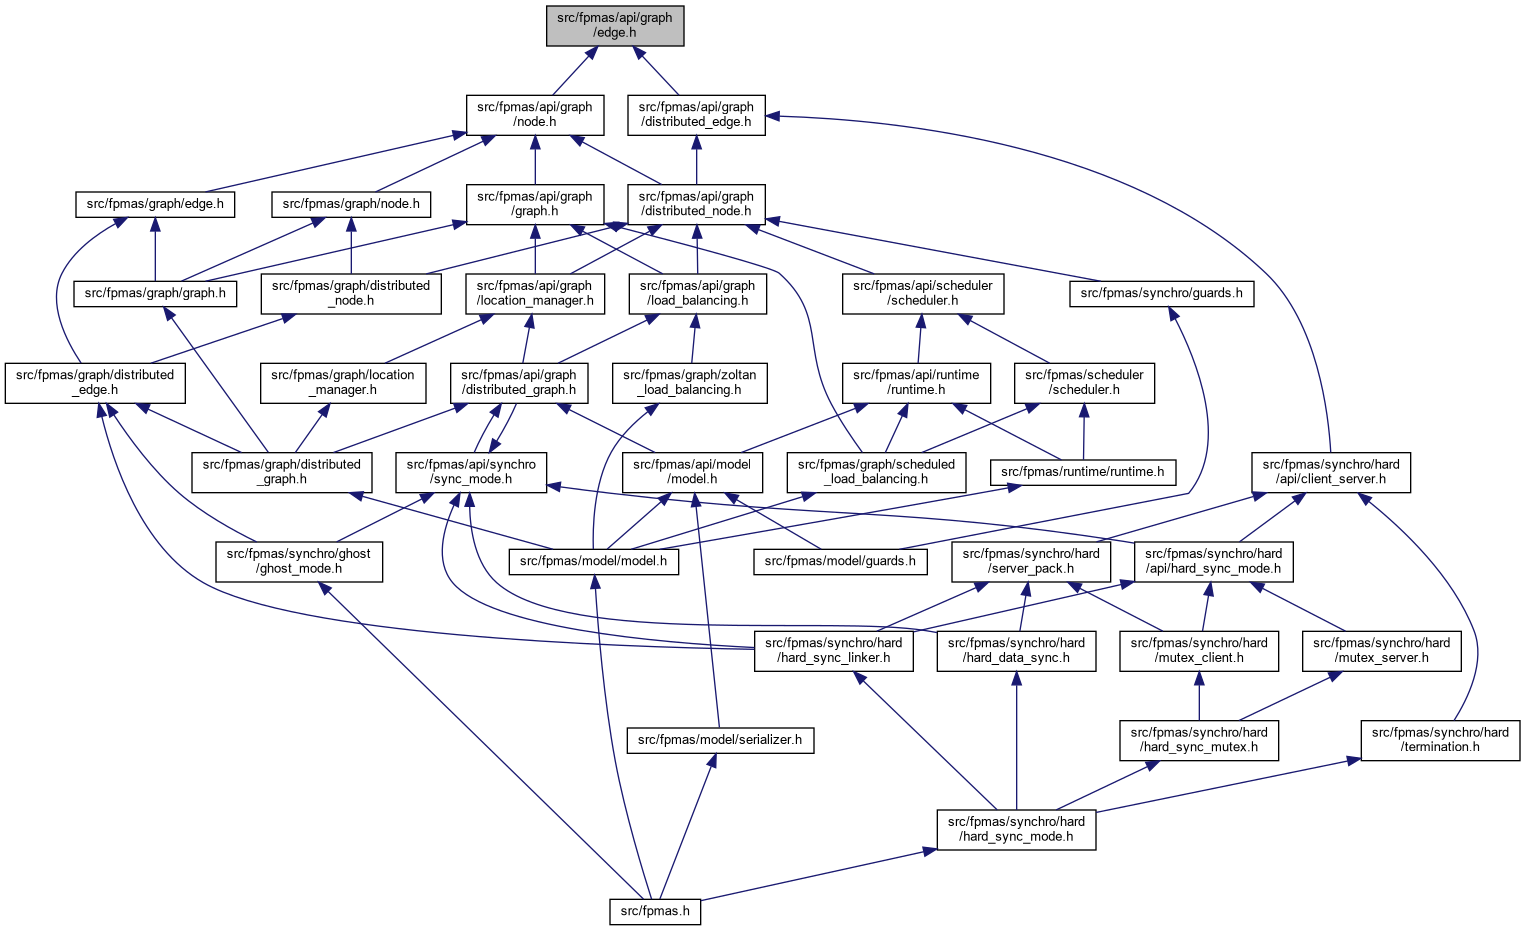 src/fpmas/api/graph
/edge.h
src/fpmas/api/graph
/node.h
src/fpmas/api/graph
/distributed_edge.h
src/fpmas/graph/edge.h
src/fpmas/graph/node.h
src/fpmas/api/graph
/graph.h
src/fpmas/api/graph
/distributed_node.h
src/fpmas/graph/graph.h
src/fpmas/graph/distributed
_node.h
src/fpmas/api/graph
/location_manager.h
src/fpmas/api/graph
/load_balancing.h
src/fpmas/api/scheduler
/scheduler.h
src/fpmas/synchro/guards.h
src/fpmas/graph/distributed
_edge.h
src/fpmas/graph/location
_manager.h
src/fpmas/api/graph
/distributed_graph.h
src/fpmas/graph/zoltan
_load_balancing.h
src/fpmas/api/runtime
/runtime.h
src/fpmas/scheduler
/scheduler.h
src/fpmas/graph/distributed
_graph.h
src/fpmas/api/synchro
/sync_mode.h
src/fpmas/api/model
/model.h
src/fpmas/graph/scheduled
_load_balancing.h
src/fpmas/runtime/runtime.h
src/fpmas/synchro/hard
/api/client_server.h
src/fpmas/synchro/ghost
/ghost_mode.h
src/fpmas/model/model.h
src/fpmas/model/guards.h
src/fpmas/synchro/hard
/server_pack.h
src/fpmas/synchro/hard
/api/hard_sync_mode.h
src/fpmas/synchro/hard
/hard_sync_linker.h
src/fpmas/synchro/hard
/hard_data_sync.h
src/fpmas/synchro/hard
/mutex_client.h
src/fpmas/synchro/hard
/mutex_server.h
src/fpmas/model/serializer.h
src/fpmas/synchro/hard
/hard_sync_mutex.h
src/fpmas/synchro/hard
/termination.h
src/fpmas/synchro/hard
/hard_sync_mode.h
src/fpmas.h